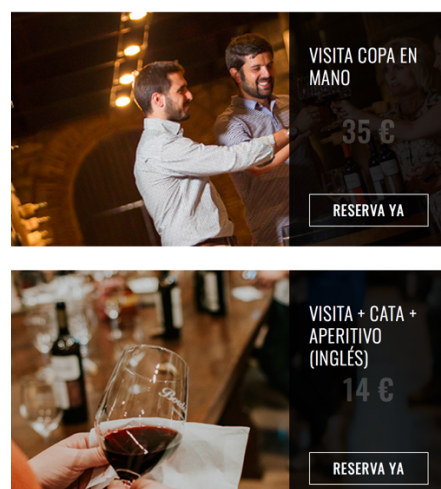 VISITA COPA EN
MANO
35 €
RESERVA YA
VISITA + CATA +
APERITIVO
(INGLÉS)
14 €
RESERVA YA